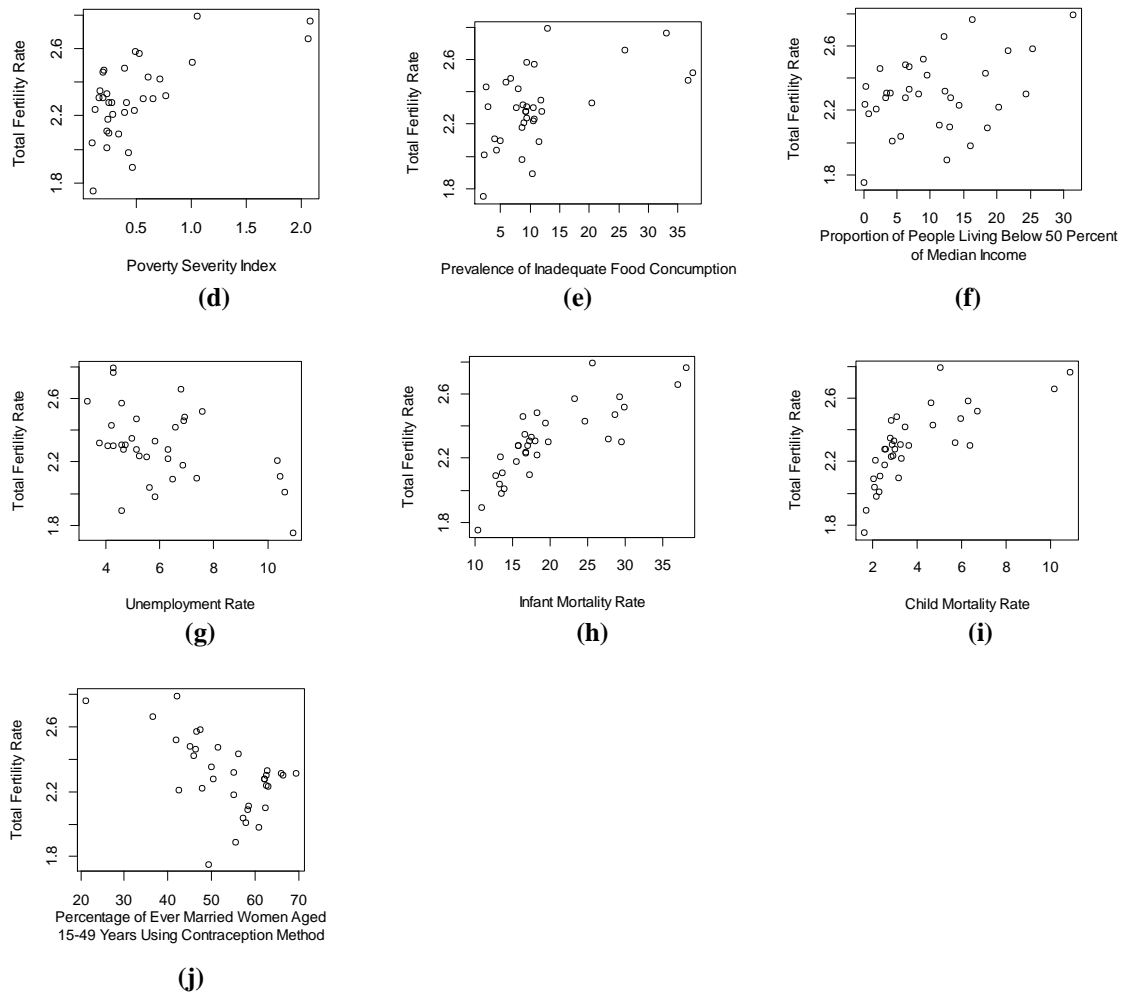 Total Fertility Rate
2.6
2.2
1.8
0.5 1.0 1.5 2.0
Poverty Severity Index
(d)
Total Fertility Rate
2.6
2.2
1.8
5 10 15 20 25 30 35
Prevalence of Inadequate Food Concumption
(e)
Total Fertility Rate
2.6
2.2
1.8
0 5 10 15 20 25 30
Proportion of People Living Below 50 Percent
of Median Income
(f)
Total Fertility Rate
2.6
2.2
1.8
4 6 8 10
Unemployment Rate
(g)
Total Fertility Rate
2.6
2.2
1.8
10 15 20 25 30 35
Infant Mortality Rate
(h)
Total Fertility Rate
2.6
2.2
1.8
2 4 6 8 10
Child Mortality Rate
(i)
Total Fertility Rate
2.6
2.2
1.8
20 30 40 50 60 70
Percentage of Ever Married Women Aged
15-49 Years Using Contraception Method
(j)